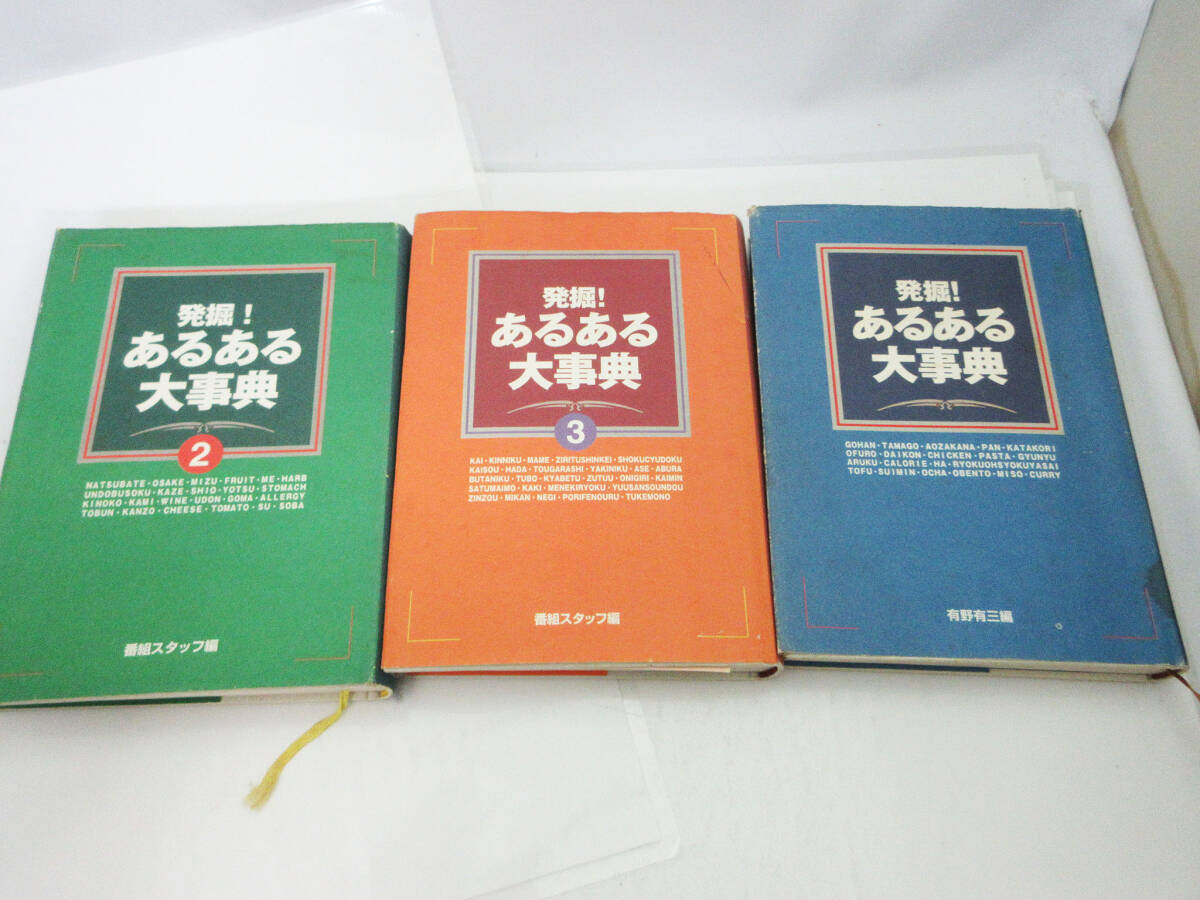 発掘！
あるある
大事典
2
NATSUBATE・OSAKE・MIZU・FRUIT・ME・HARB
UNDOBUSOKU・KAZE・SHIO・YOTSU・STOMACH
KINOKO・KAMI・WINE・UDON・GOMA・ALLERGY
TOBUN・KANZO・CHEESE・TOMATO・SU・SOBA
番組スタッフ編
発掘！
あるある
大事典
3
KAI・KINNIKU・MAME・ZIRITUSHINKEI・SHOKUCYUDOKU
KAISOU・HADA・TOUGARASHI・YAKINIKU・ASE・ABURA
BUTANIKU・TUBO・KYABETU・ZUTUU・ONIGIRI・KAIMIN
SATUMAIMO・KAKI・MENEKIRYOKU・YUUSANSOUNDOU
ZINZOU・MIKAN・NEGI・PORIFENOURU・TUKEMONO
番組スタッフ編
発掘！
あるある
大事典
GOHAN・TAMAGO・AOZAKANA・PAN・KATAKORI
OFURO・DAIKON・CHICKEN・PASTA・GYUNYU
ARUKU・CALORIE・HA・RYOKUOHSYOKUYASAI
TOFU・SUIMIN・OCHA・OBENTO・MISO・CURRY
有野有三編